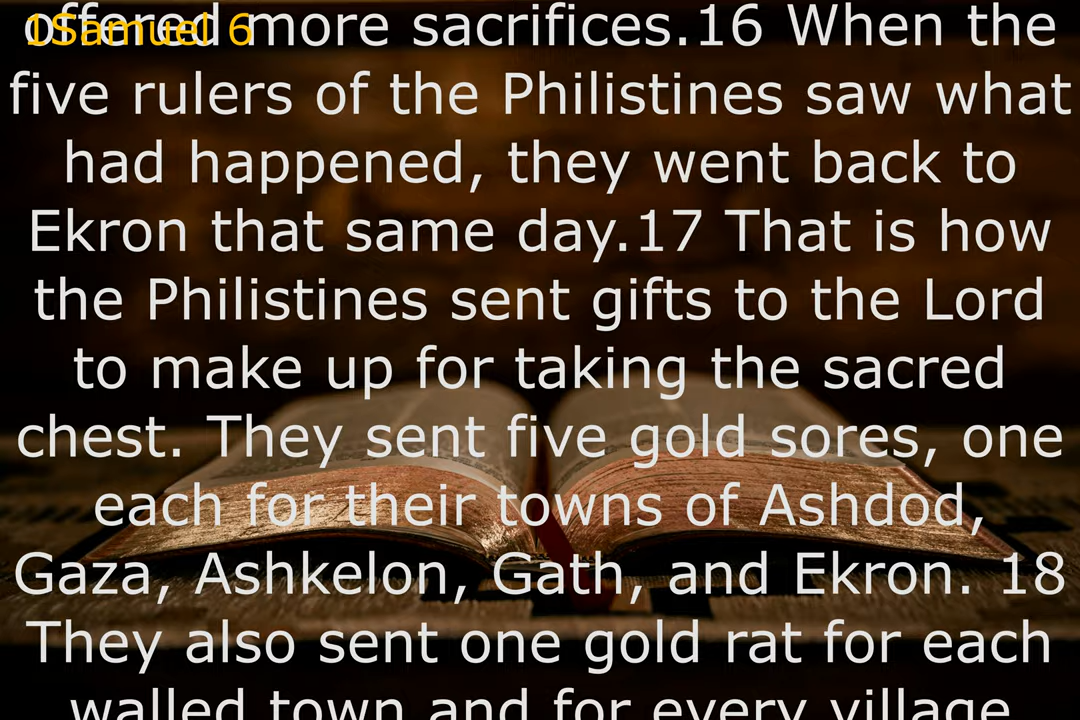 1Samuel 6
offered more sacrifices.16 When the
five rulers of the Philistines saw what
had happened, they went back to
Ekron that same day.17 That is how
the Philistines sent gifts to the Lord
to make up for taking the sacred
chest. They sent five gold sores, one
each for their towns of Ashdod,
Gaza, Ashkelon, Gath, and Ekron. 18
They also sent one gold rat for each
walled town and for every village